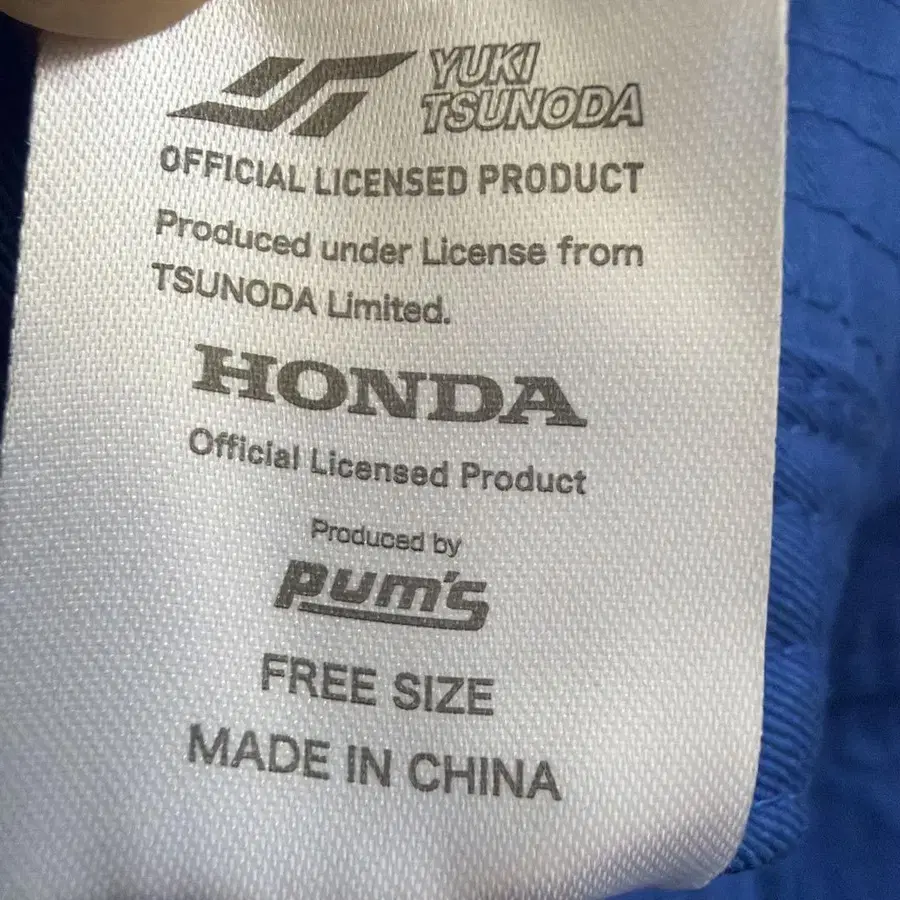 YUKI
TSUNODA
OFFICIAL LICENSED PRODUCT
Produced under License from
TSUNODA Limited.
HONDA
Official Licensed Product
Produced by
pum's
FREE SIZE
MADE IN CHINA